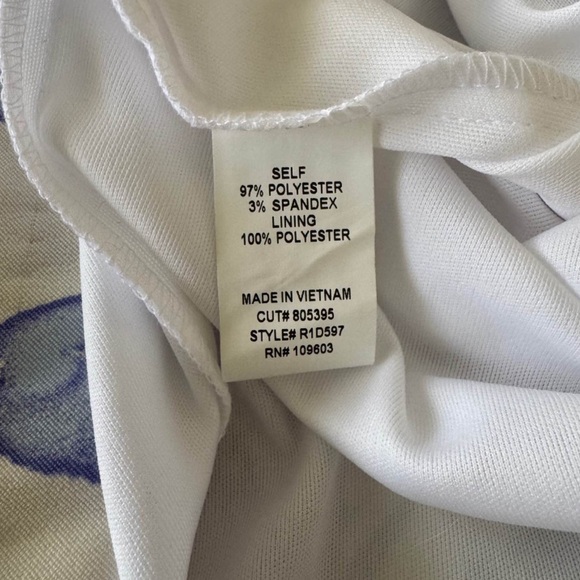 SELF
97% POLYESTER
3% SPANDEX
LINING
100% POLYESTER
MADE IN VIETNAM
CUT# 805395
STYLE# R1D597
RN# 109603